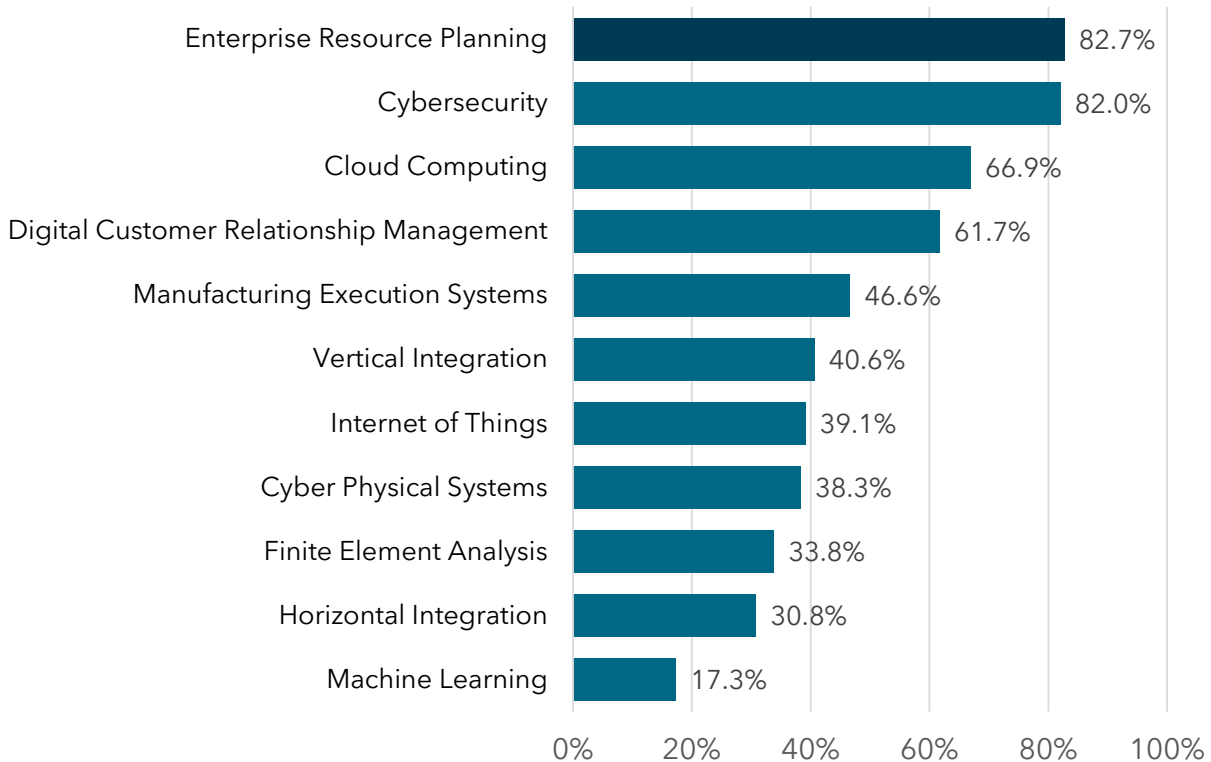 Enterprise Resource Planning 82.7%
Cybersecurity 82.0%
Cloud Computing 66.9%
Digital Customer Relationship Management 61.7%
Manufacturing Execution Systems 46.6%
Vertical Integration 40.6%
Internet of Things 39.1%
Cyber Physical Systems 38.3%
Finite Element Analysis 33.8%
Horizontal Integration 30.8%
Machine Learning 17.3%
0% 20% 40% 60% 80% 100%